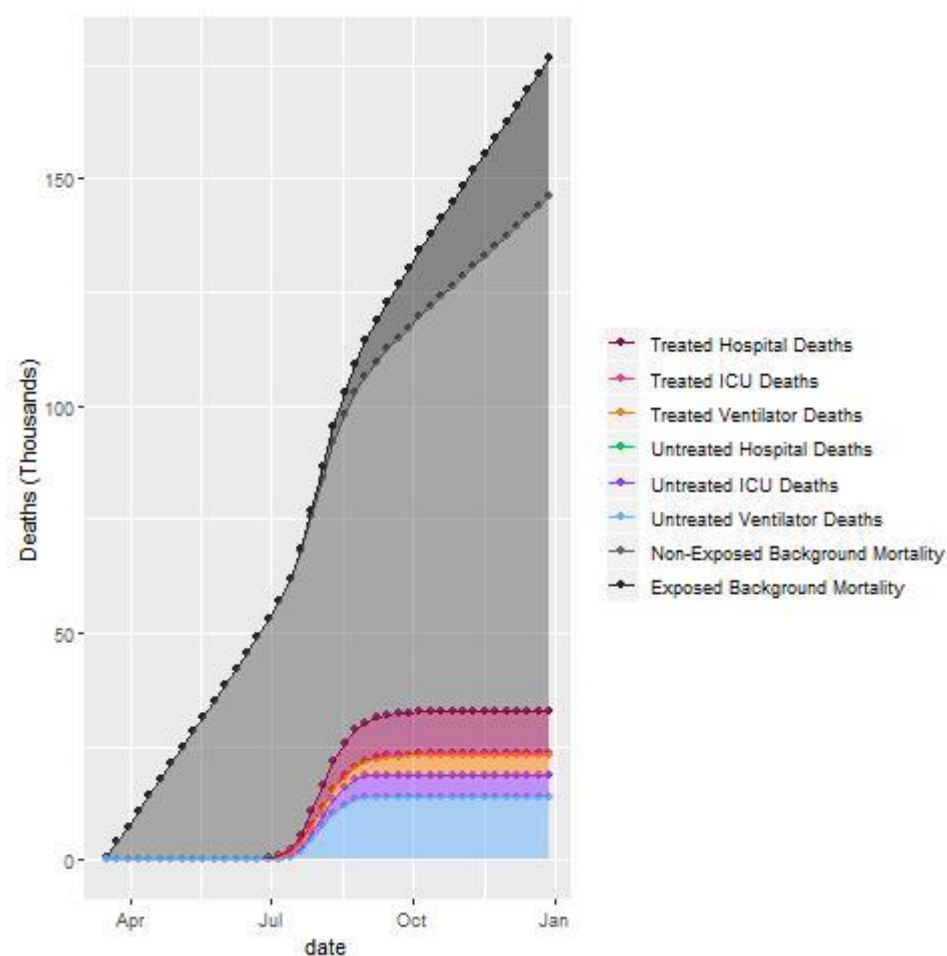 150
100
50
0
Deaths (Thousands)
Apr
Jul
Oct
Jan
date
Treated Hospital Deaths
Treated ICU Deaths
Treated Ventilator Deaths
Untreated Hospital Deaths
Untreated ICU Deaths
Untreated Ventilator Deaths
Non-Exposed Background Mortality
Exposed Background Mortality